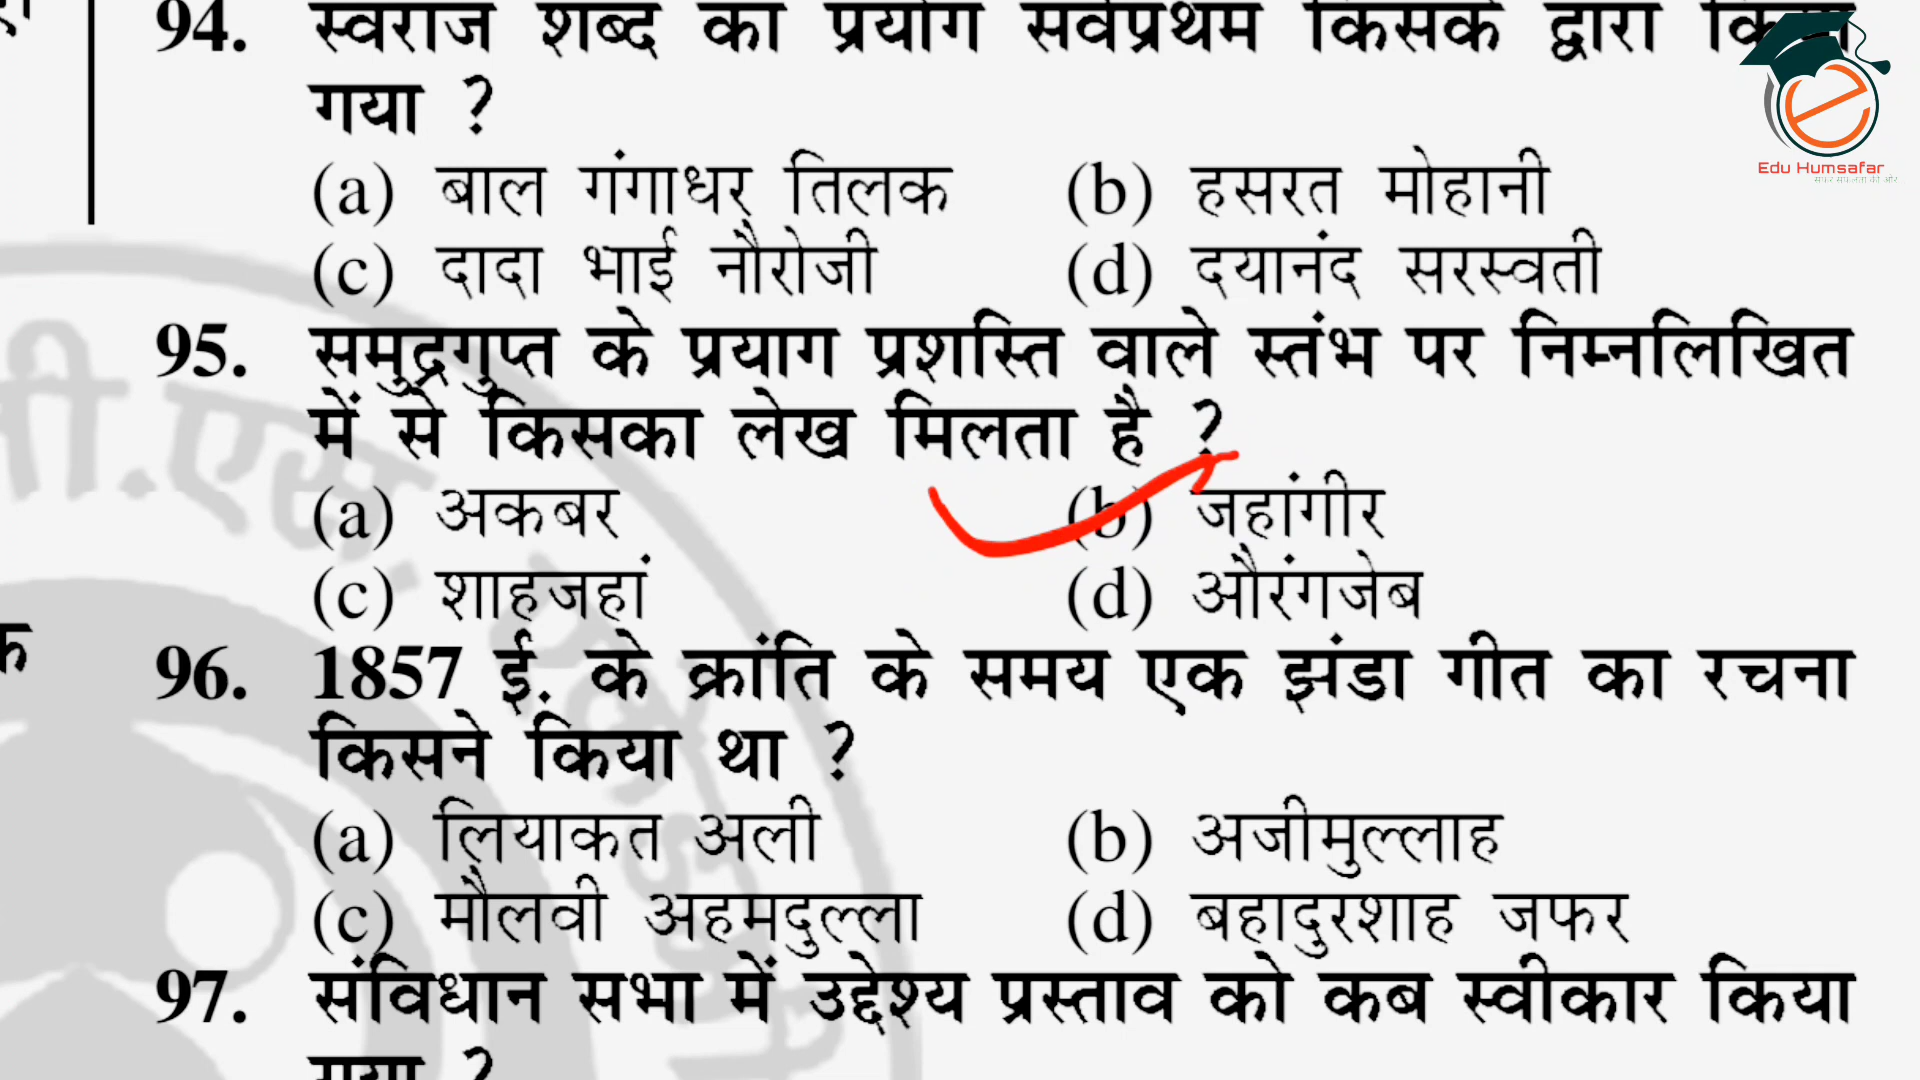 94. स्वराज शब्द का प्रयोग सर्वप्रथम किसके द्वारा किया
गया ?
(a) बाल गंगाधर तिलक (b) हसरत मोहानी
(c) दादा भाई नौरोजी (d) दयानंद सरस्वती
95. समुद्रगुप्त के प्रयाग प्रशस्ति वाले स्तंभ पर निम्नलिखित
में से किसका लेख मिलता है ?
(a) अकबर (b) जहांगीर
(c) शाहजहां (d) औरंगजेब
96. 1857 ई. के क्रांति के समय एक झंडा गीत का रचना
किसने किया था ?
(a) लियाकत अली (b) अजीमुल्लाह
(c) मौलवी अहमदुल्ला (d) बहादुरशाह जफर
97. संविधान सभा में उद्देश्य प्रस्ताव को कब स्वीकार किया
गया ?
Edu Humsafar